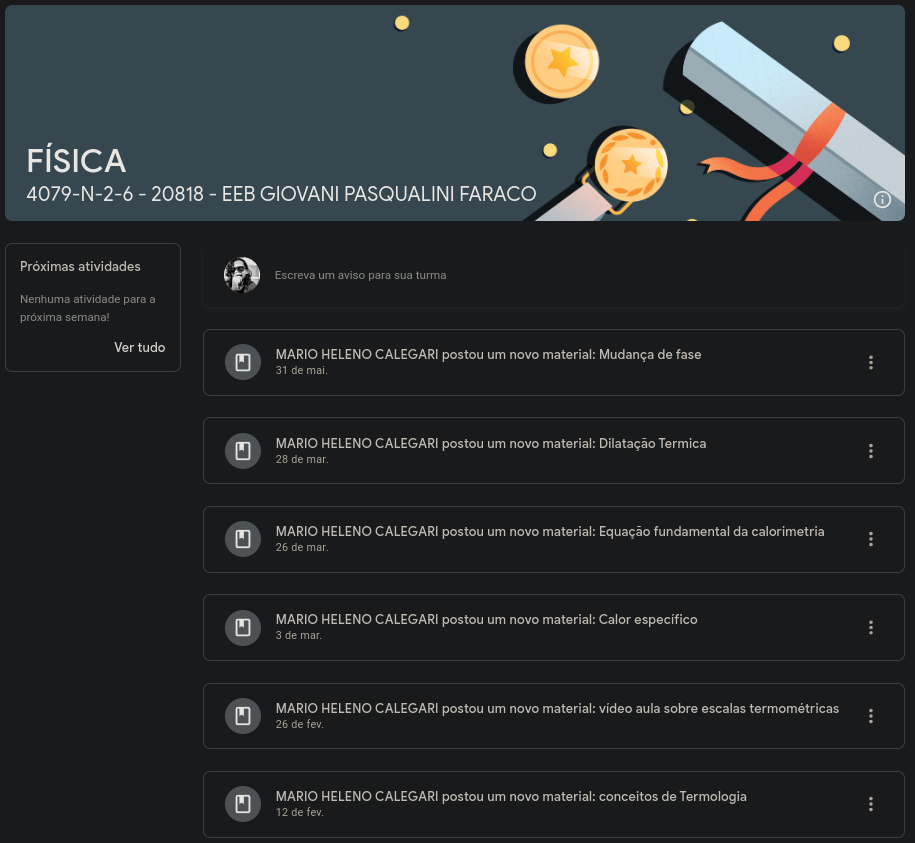 FÍSICA
4079-N-2-6 - 20818 - EEB GIOVANI PASQUALINI FARACO
Próximas atividades
Nenhuma atividade para a
próxima semana!
Ver tudo
Escreva um aviso para sua turma
MARIO HELENO CALEGARI postou um novo material: Mudança de fase
31 de mai.
MARIO HELENO CALEGARI postou um novo material: Dilatação Termica
28 de mar.
MARIO HELENO CALEGARI postou um novo material: Equação fundamental da calorimetria
26 de mar.
MARIO HELENO CALEGARI postou um novo material: Calor específico
3 de mar.
MARIO HELENO CALEGARI postou um novo material: vídeo aula sobre escalas termométricas
26 de fev.
MARIO HELENO CALEGARI postou um novo material: conceitos de Termologia
12 de fev.